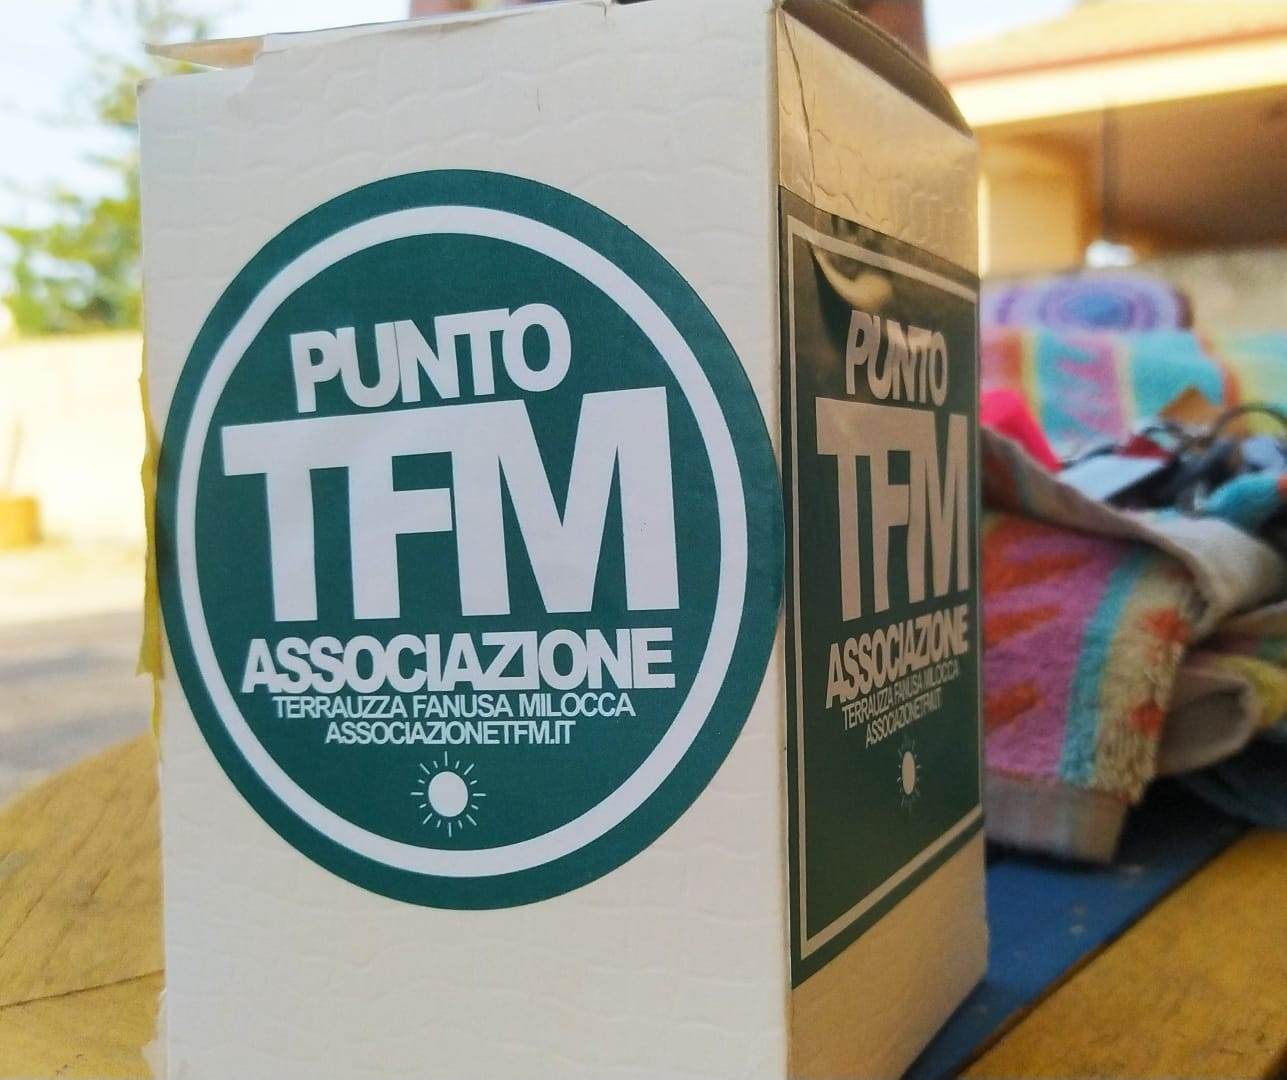 PUNTO
TFM
ASSOCIAZIONE
TERRAUZZA FANUSA MILOCCA
ASSOCIAZIONETFM.IT
PUNTO
TFM
ASSOCIAZIONE
TERRAUZZA FANUSA MILOCCA
ASSOCIAZIONETFM.IT